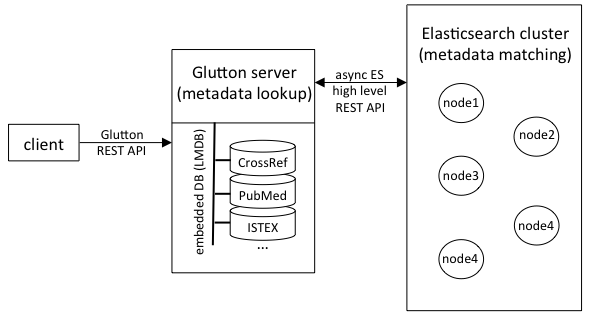 client
Glutton
REST API
Glutton server
(metadata lookup)
embedded DB (LMDB)
CrossRef
PubMed
ISTEX
...
async ES
high level
REST API
Elasticsearch cluster
(metadata matching)
node1
node2
node3
node4
node4